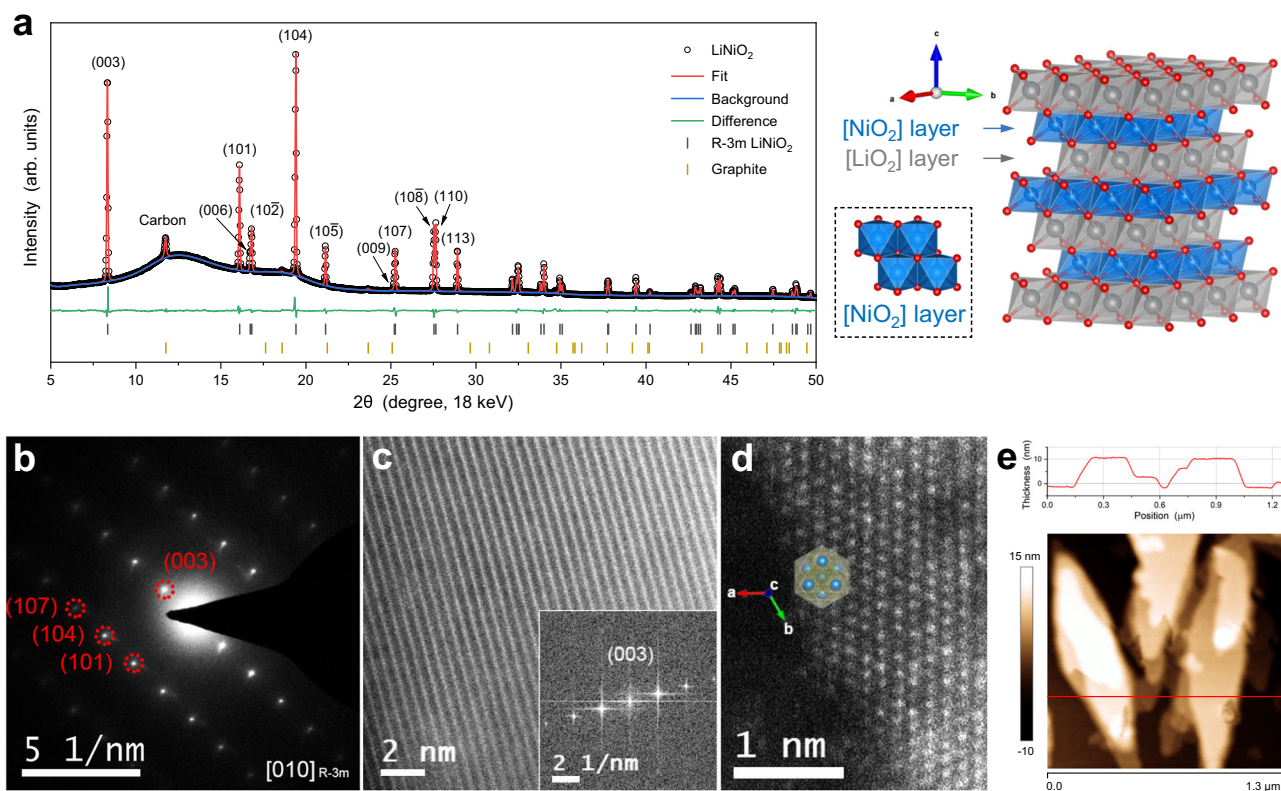 a
Intensity (arb. units)
(003)
Carbon
(101)
(006)
(102̄)
(104)
(105̄)
(009)
(107)
(108̄)
(110)
(113)
LiNiO₂
Fit
Background
Difference
R-3m LiNiO₂
Graphite
5 10 15 20 25 30 35 40 45 50
2θ (degree, 18 keV)
c
a
b
[NiO₂] layer
[LiO₂] layer
[NiO₂] layer
b
(003)
(107)
(104)
(101)
5 1/nm
[010] R-3m
c
2 nm
(003)
2 1/nm
d
a
c
b
1 nm
e
Thickness (nm)
10
0
0.0 0.3 0.6 0.9 1.2
Position (μm)
15 nm
-10
0.0 1.3 μm